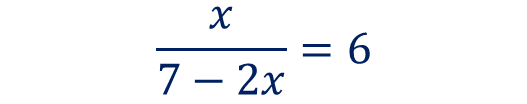 x / (7 − 2x) = 6